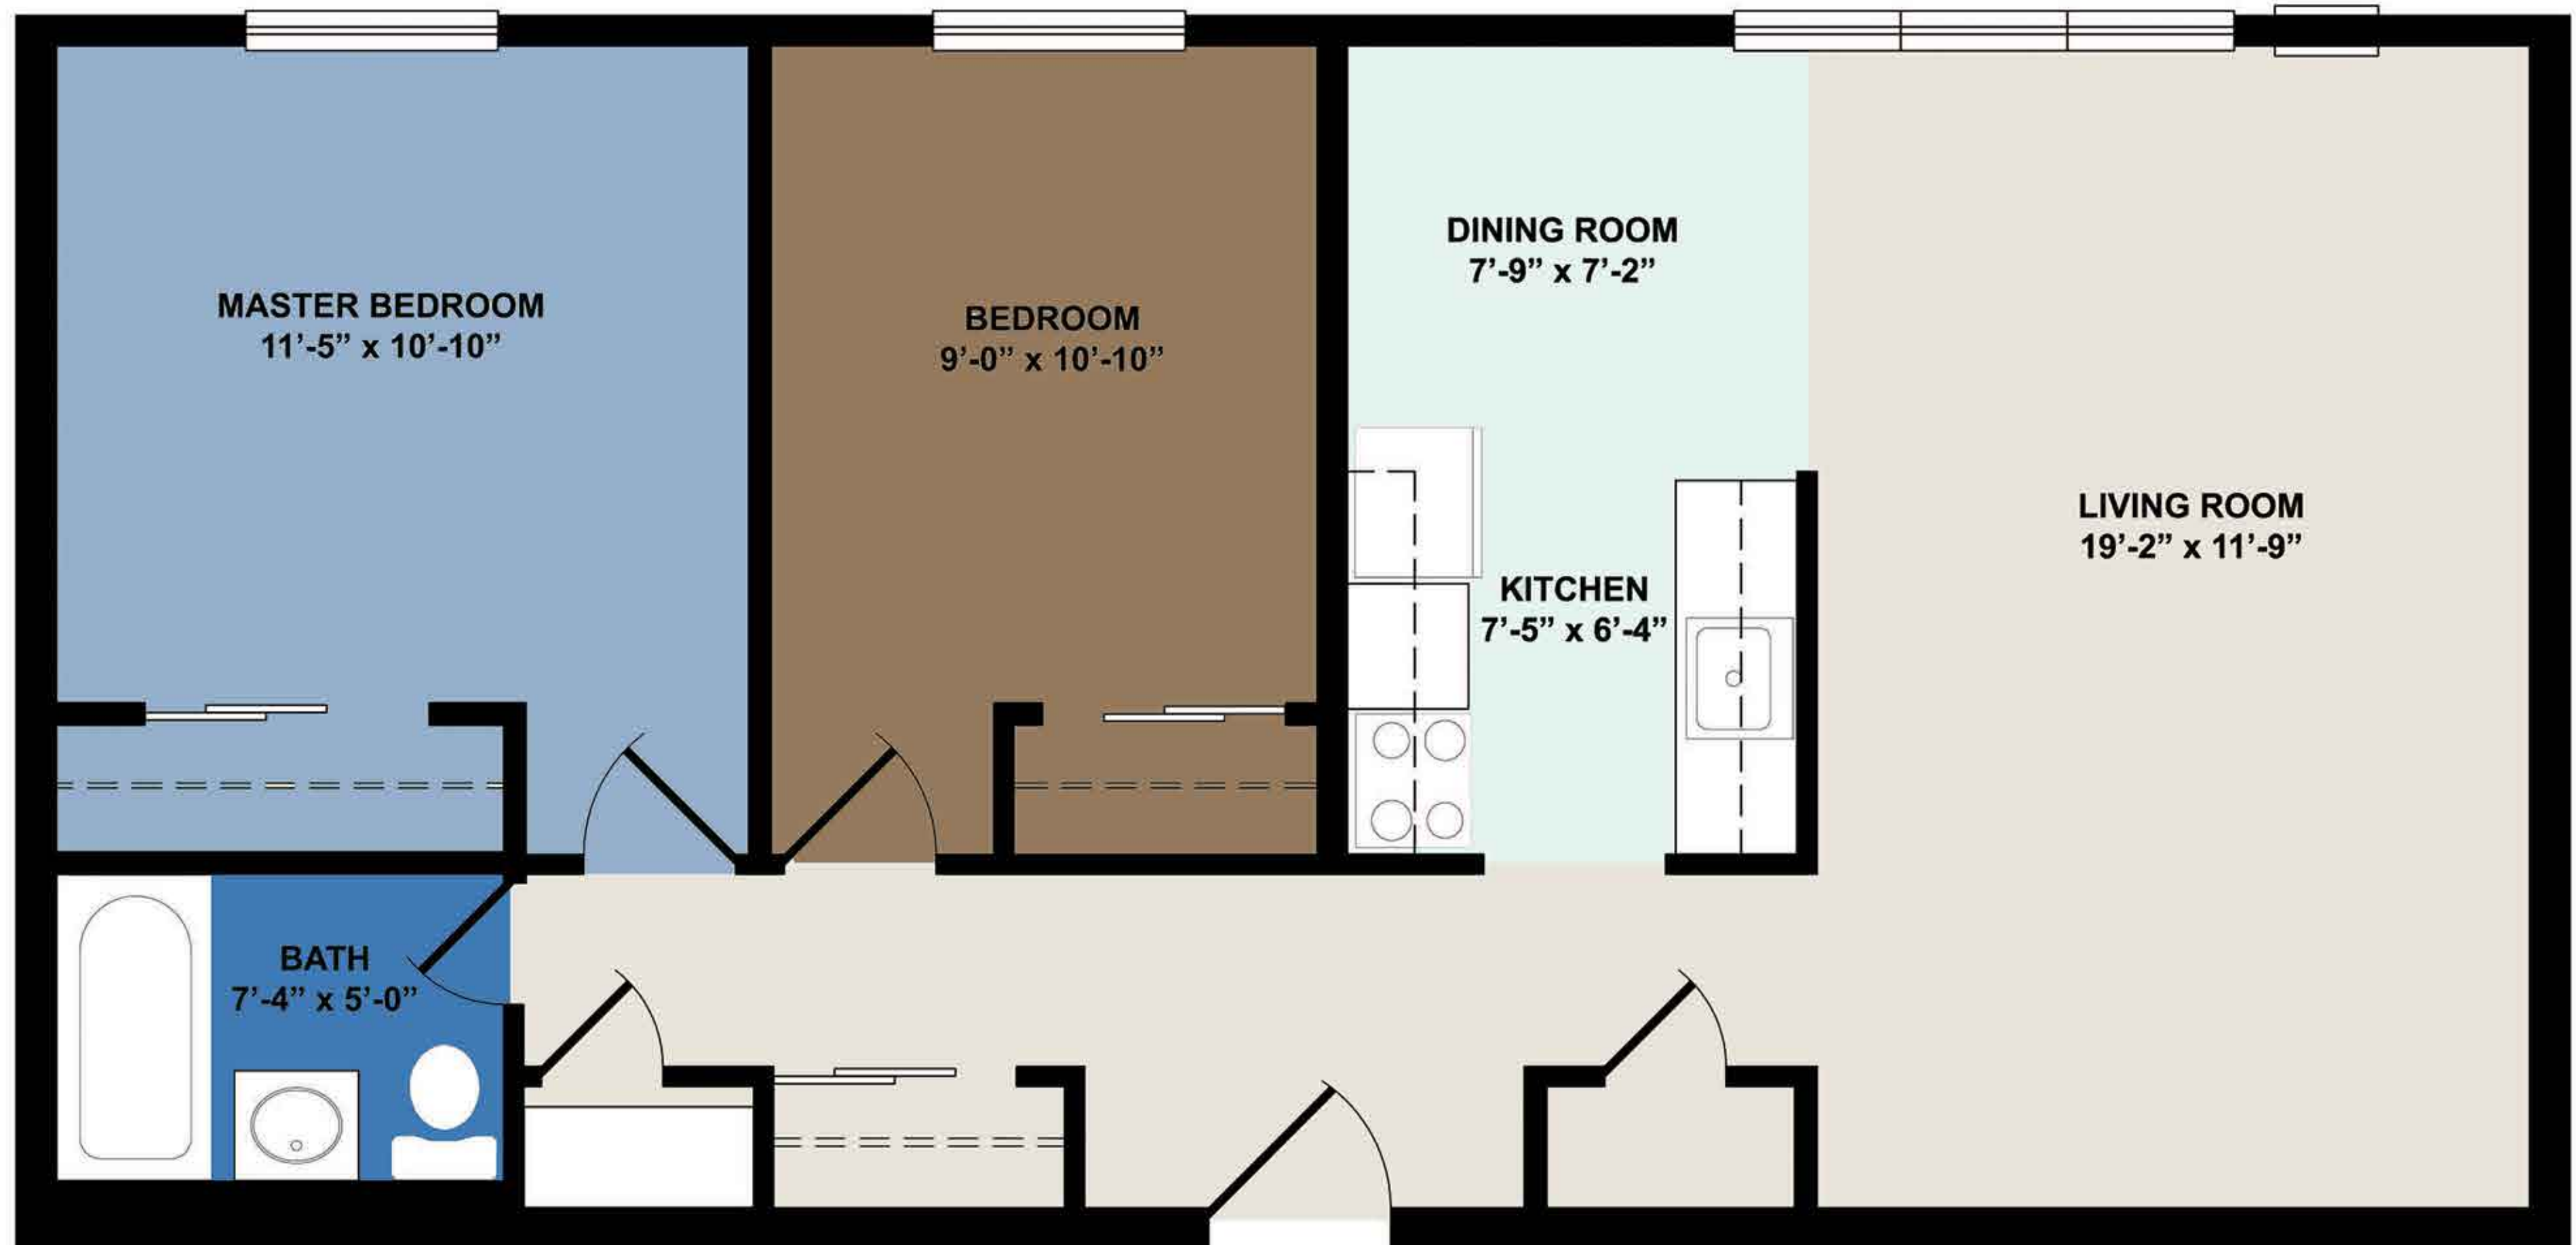 MASTER BEDROOM
11’-5” x 10’-10”
BEDROOM
9’-0” x 10’-10”
DINING ROOM
7’-9” x 7’-2”
LIVING ROOM
19’-2” x 11’-9”
KITCHEN
7’-5” x 6’-4”
BATH
7’-4” x 5’-0”